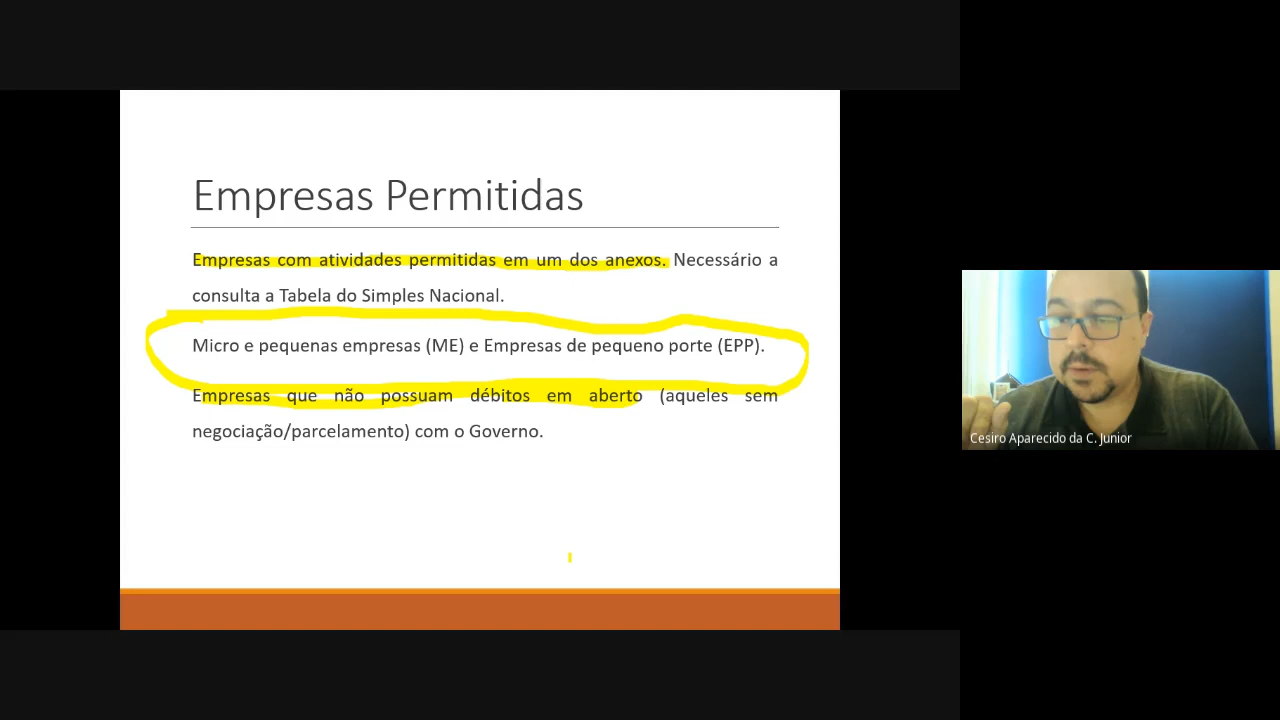 Empresas Permitidas
Empresas com atividades permitidas em um dos anexos. Necessário a
consulta a Tabela do Simples Nacional.
Micro e pequenas empresas (ME) e Empresas de pequeno porte (EPP).
Empresas que não possuam débitos em aberto (aqueles sem
negociação/parcelamento) com o Governo.
Cesiro Aparecido da C. Junior